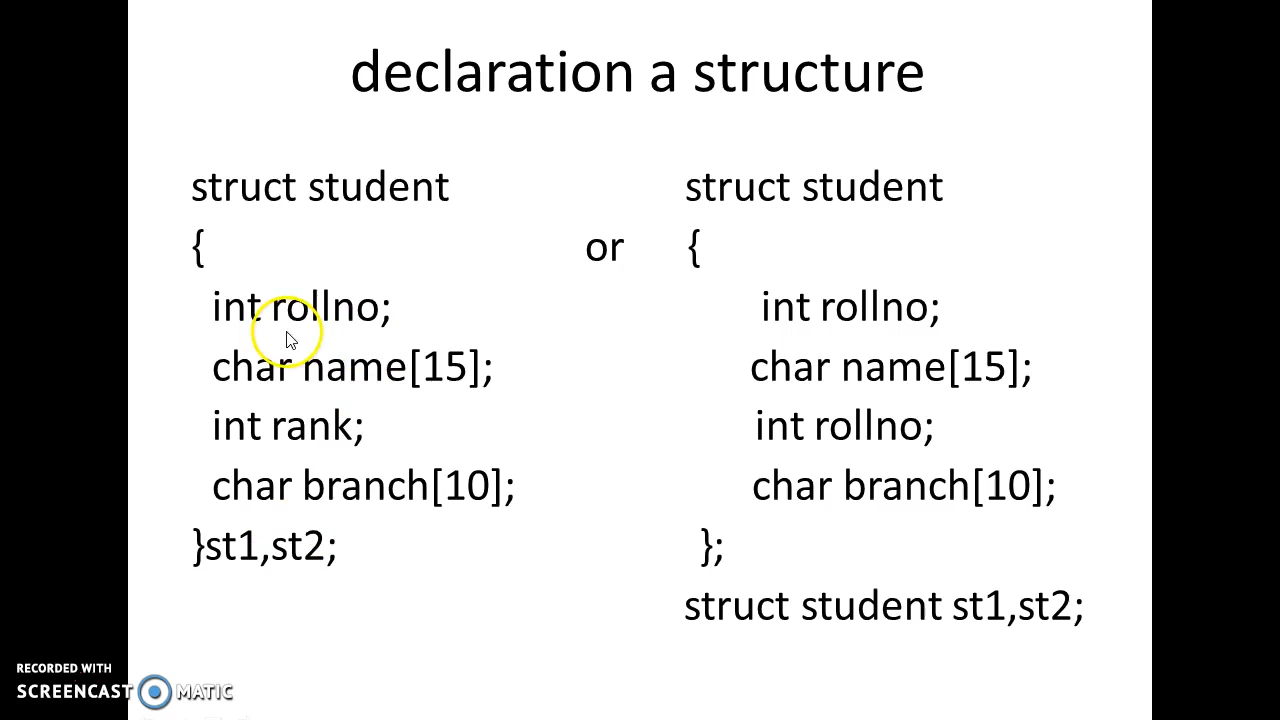 declaration a structure
struct student
{
int rollno;
char name[15];
int rank;
char branch[10];
}st1,st2;
or
struct student
{
int rollno;
char name[15];
int rollno;
char branch[10];
};
struct student st1,st2;
RECORDED WITH
SCREENCAST MATIC